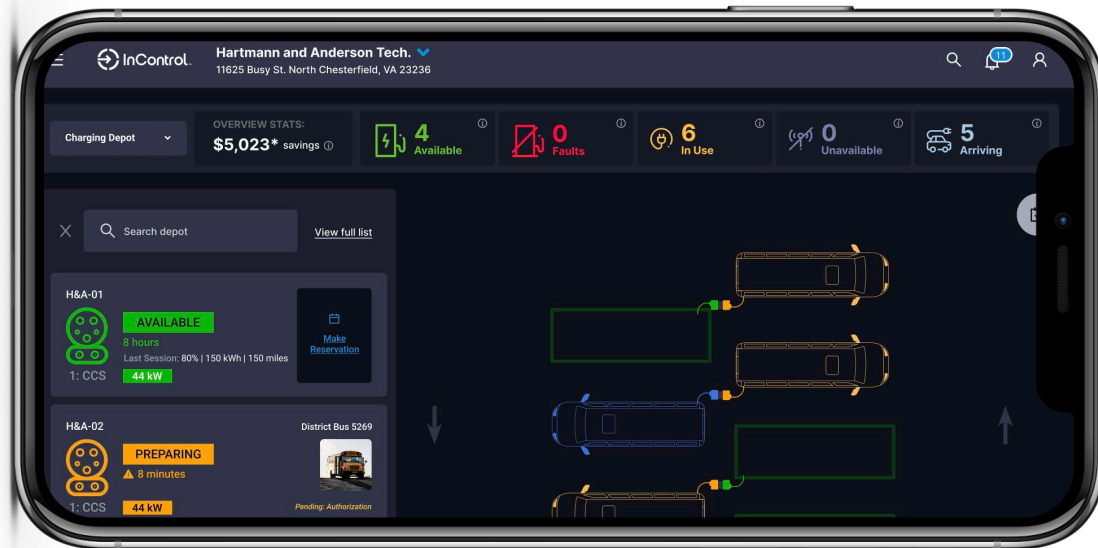 InControl
Hartmann and Anderson Tech.
11625 Busy St. North Chesterfield, VA 23236
11
Charging Depot
OVERVIEW STATS:
$5,023* savings
4
Available
0
Faults
6
In Use
0
Unavailable
5
Arriving
Search depot
View full list
H&A-01
AVAILABLE
8 hours
Last Session: 80% | 150 kWh | 150 miles
1: CCS
44 kW
Make
Reservation
H&A-02
District Bus 5269
PREPARING
8 minutes
1: CCS
44 kW
Pending: Authorization